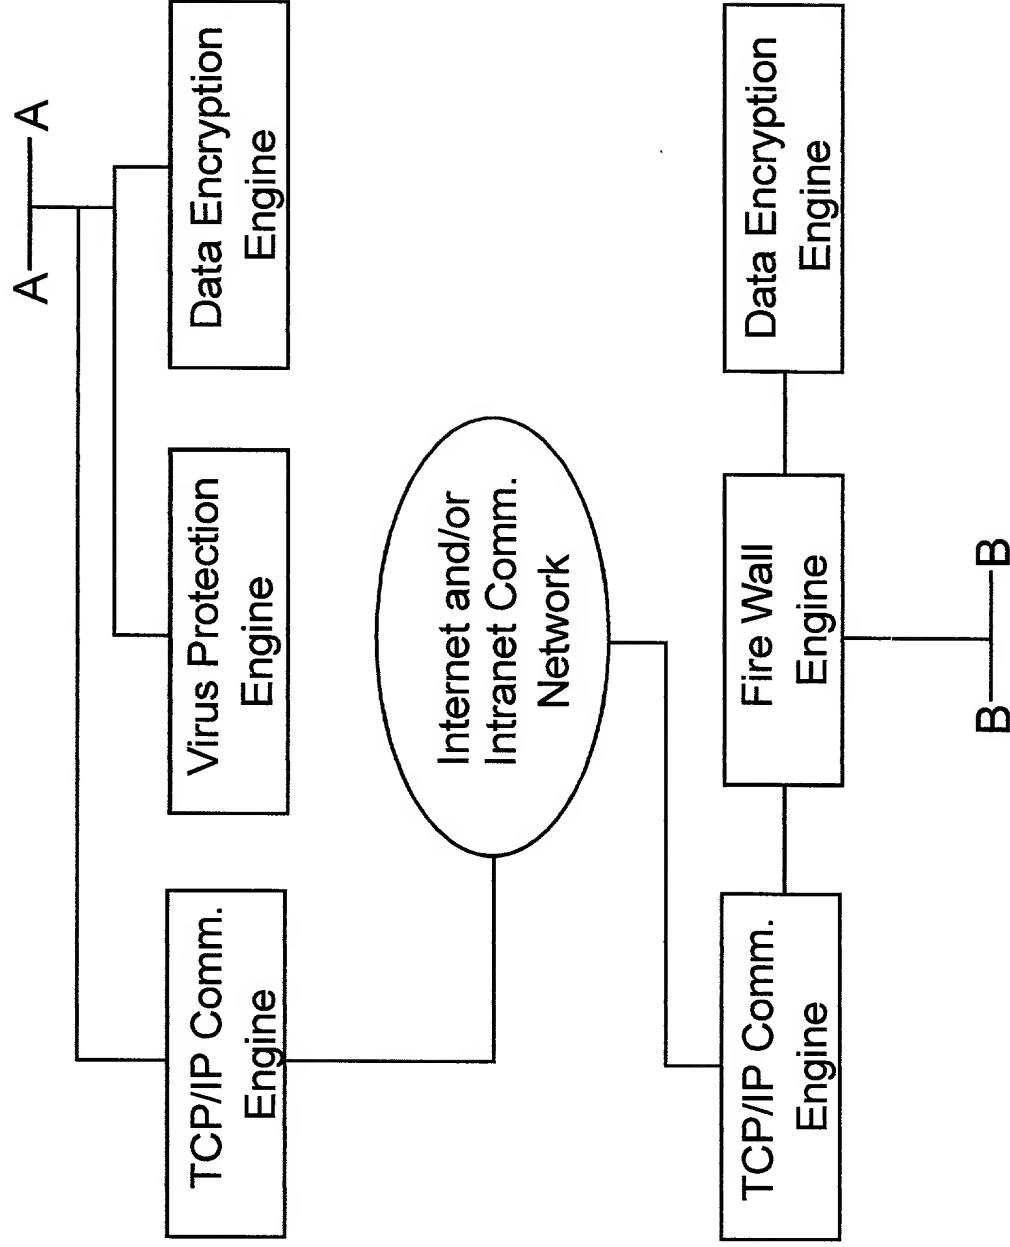 A
A
TCP/IP Comm.
Engine
Virus Protection
Engine
Data Encryption
Engine
Internet and/or
Intranet Comm.
Network
TCP/IP Comm.
Engine
Fire Wall
Engine
Data Encryption
Engine
B
B